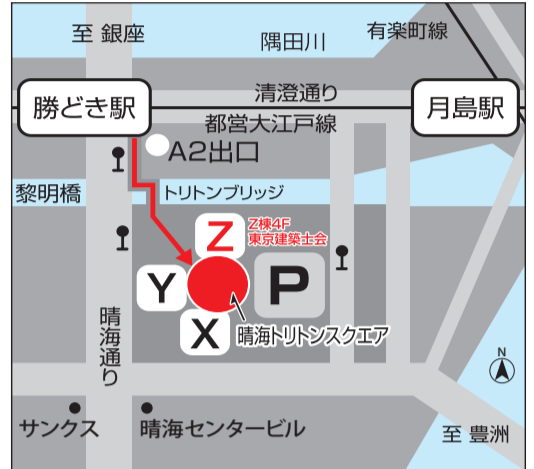 至 銀座
隅田川
有楽町線
清澄通り
勝どき駅
月島駅
都営大江戸線
A2出口
黎明橋
トリトンブリッジ
Z
Z棟4F
東京建築士会
Y
P
X
晴海トリトンスクエア
晴海通り
N
サンクス
晴海センタービル
至 豊洲